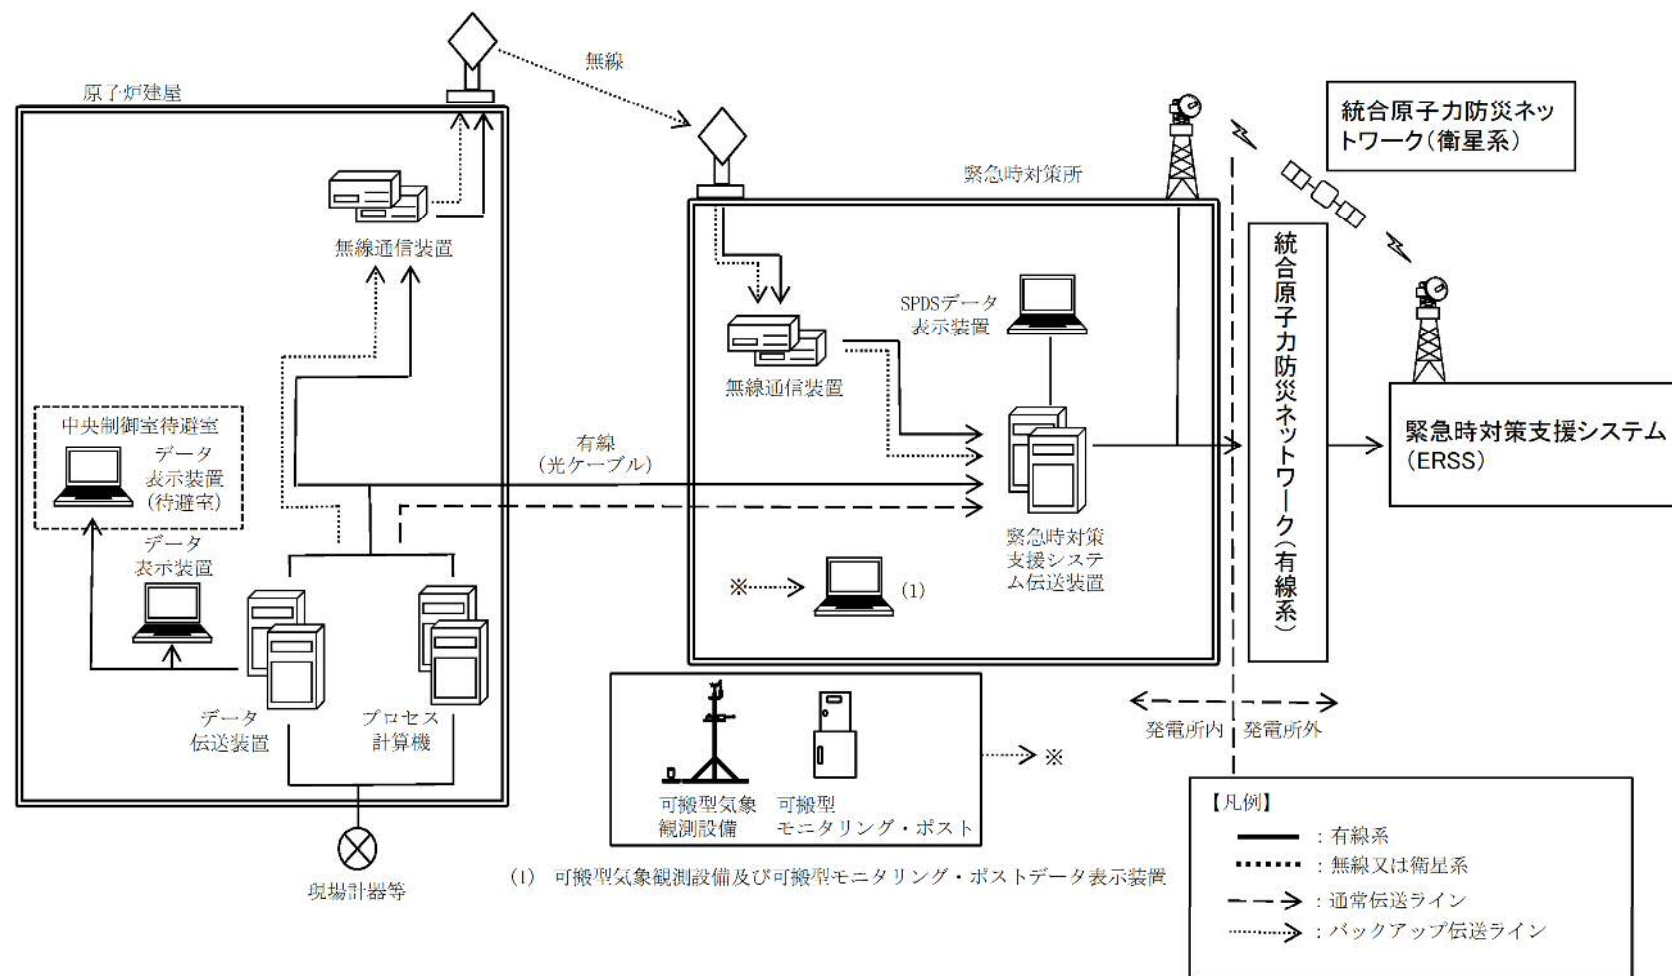 原子炉建屋
無線
統合原子力防災ネッ
トワーク(衛星系)
緊急時対策所
無線通信装置
統合原子力防災ネットワーク(有線系)
SPDSデータ
表示装置
無線通信装置
中央制御室待避室
データ
表示装置
(待避室)
有線
(光ケーブル)
緊急時対策支援システム
(ERSS)
データ
表示装置
緊急時対策
支援システ
ム伝送装置
※
(1)
データ
伝送装置
プロセス
計算機
発電所内
発電所外
※
可搬型気象
観測設備
可搬型
モニタリング・ポスト
現場計器等
(1) 可搬型気象観測設備及び可搬型モニタリング・ポストデータ表示装置
【凡例】
:有線系
:無線又は衛星系
:通常伝送ライン
:バックアップ伝送ライン